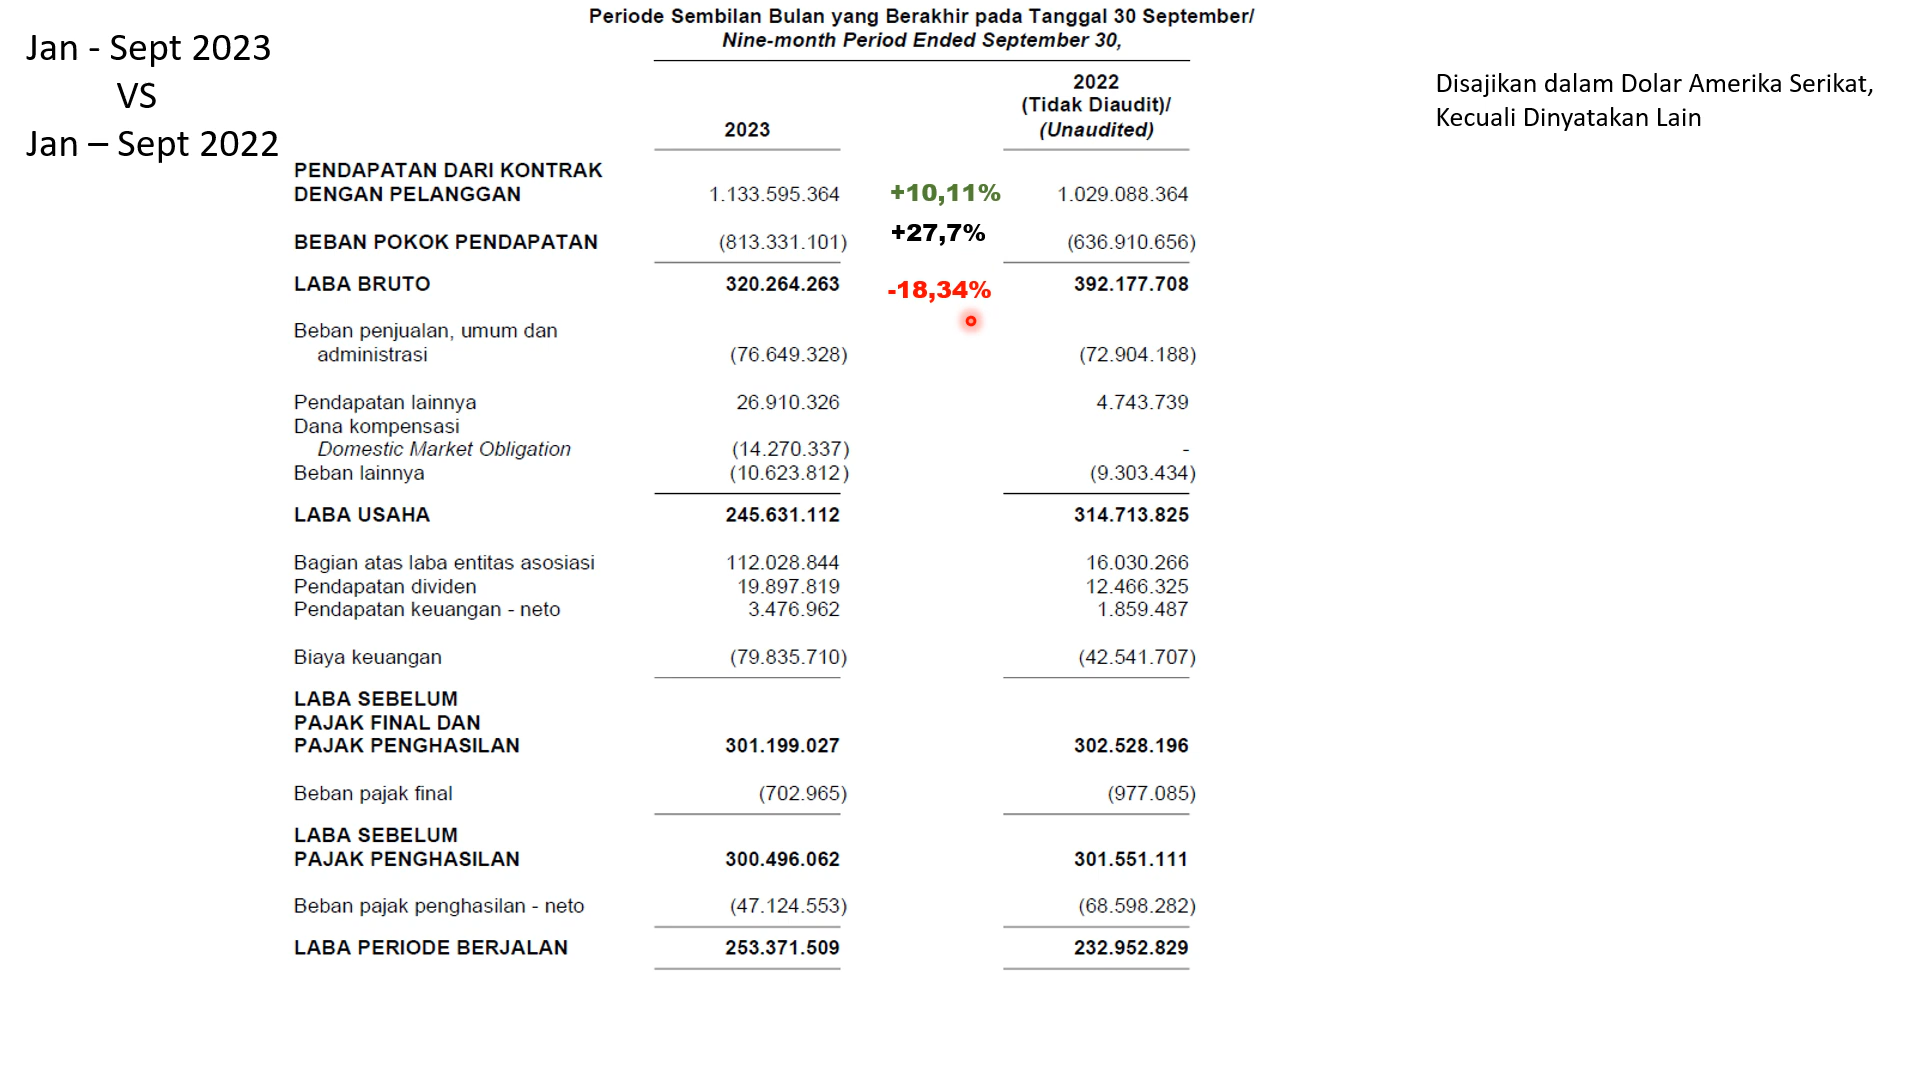 Periode Sembilan Bulan yang Berakhir pada Tanggal 30 September/
Nine-month Period Ended September 30,
Jan - Sept 2023
VS
Jan – Sept 2022
Disajikan dalam Dolar Amerika Serikat,
Kecuali Dinyatakan Lain
2022
(Tidak Diaudit)/
2023 (Unaudited)
PENDAPATAN DARI KONTRAK
DENGAN PELANGGAN 1.133.595.364 +10,11% 1.029.088.364
BEBAN POKOK PENDAPATAN (813.331.101) +27,7% (636.910.656)
LABA BRUTO 320.264.263 -18,34% 392.177.708
Beban penjualan, umum dan
administrasi (76.649.328) (72.904.188)
Pendapatan lainnya 26.910.326 4.743.739
Dana kompensasi
Domestic Market Obligation (14.270.337) -
Beban lainnya (10.623.812) (9.303.434)
LABA USAHA 245.631.112 314.713.825
Bagian atas laba entitas asosiasi 112.028.844 16.030.266
Pendapatan dividen 19.897.819 12.466.325
Pendapatan keuangan - neto 3.476.962 1.859.487
Biaya keuangan (79.835.710) (42.541.707)
LABA SEBELUM
PAJAK FINAL DAN
PAJAK PENGHASILAN 301.199.027 302.528.196
Beban pajak final (702.965) (977.085)
LABA SEBELUM
PAJAK PENGHASILAN 300.496.062 301.551.111
Beban pajak penghasilan - neto (47.124.553) (68.598.282)
LABA PERIODE BERJALAN 253.371.509 232.952.829